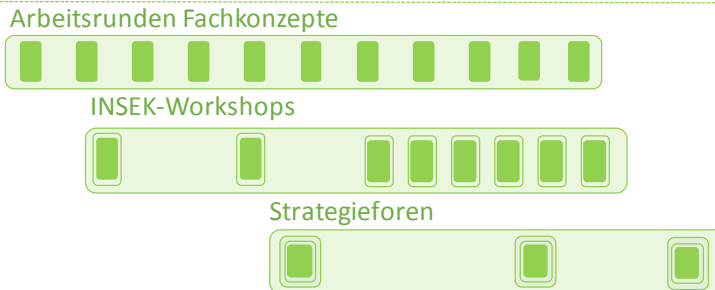 Arbeitsrunden Fachkonzepte
INSEK-Workshops
Strategieforen